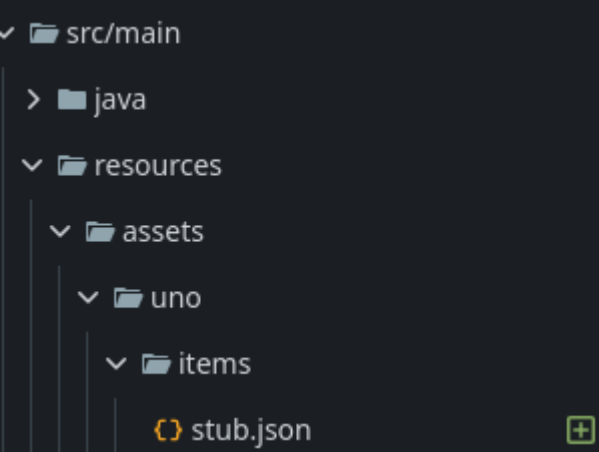 src/main
java
resources
assets
uno
items
stub.json